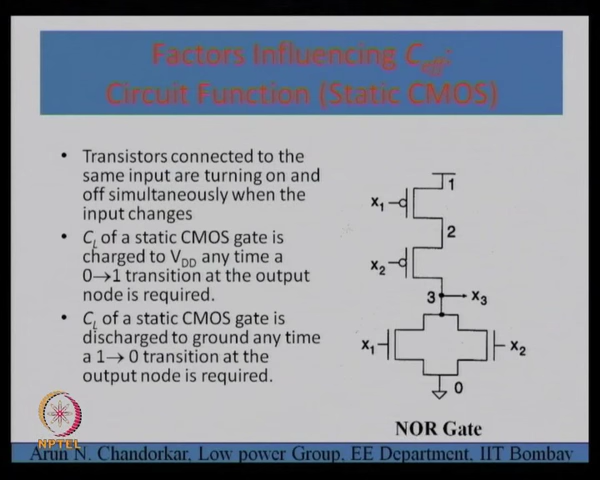 Factors Influencing Ceff:
Circuit Function (Static CMOS)
• Transistors connected to the
same input are turning on and
off simultaneously when the
input changes
• CL of a static CMOS gate is
charged to VDD any time a
0→1 transition at the output
node is required.
• CL of a static CMOS gate is
discharged to ground any time
a 1→ 0 transition at the
output node is required.
1
x1
2
x2
3
x3
x1
x2
0
NOR Gate
NPTEL
Arun N. Chandorkar, Low power Group, EE Department, IIT Bombay